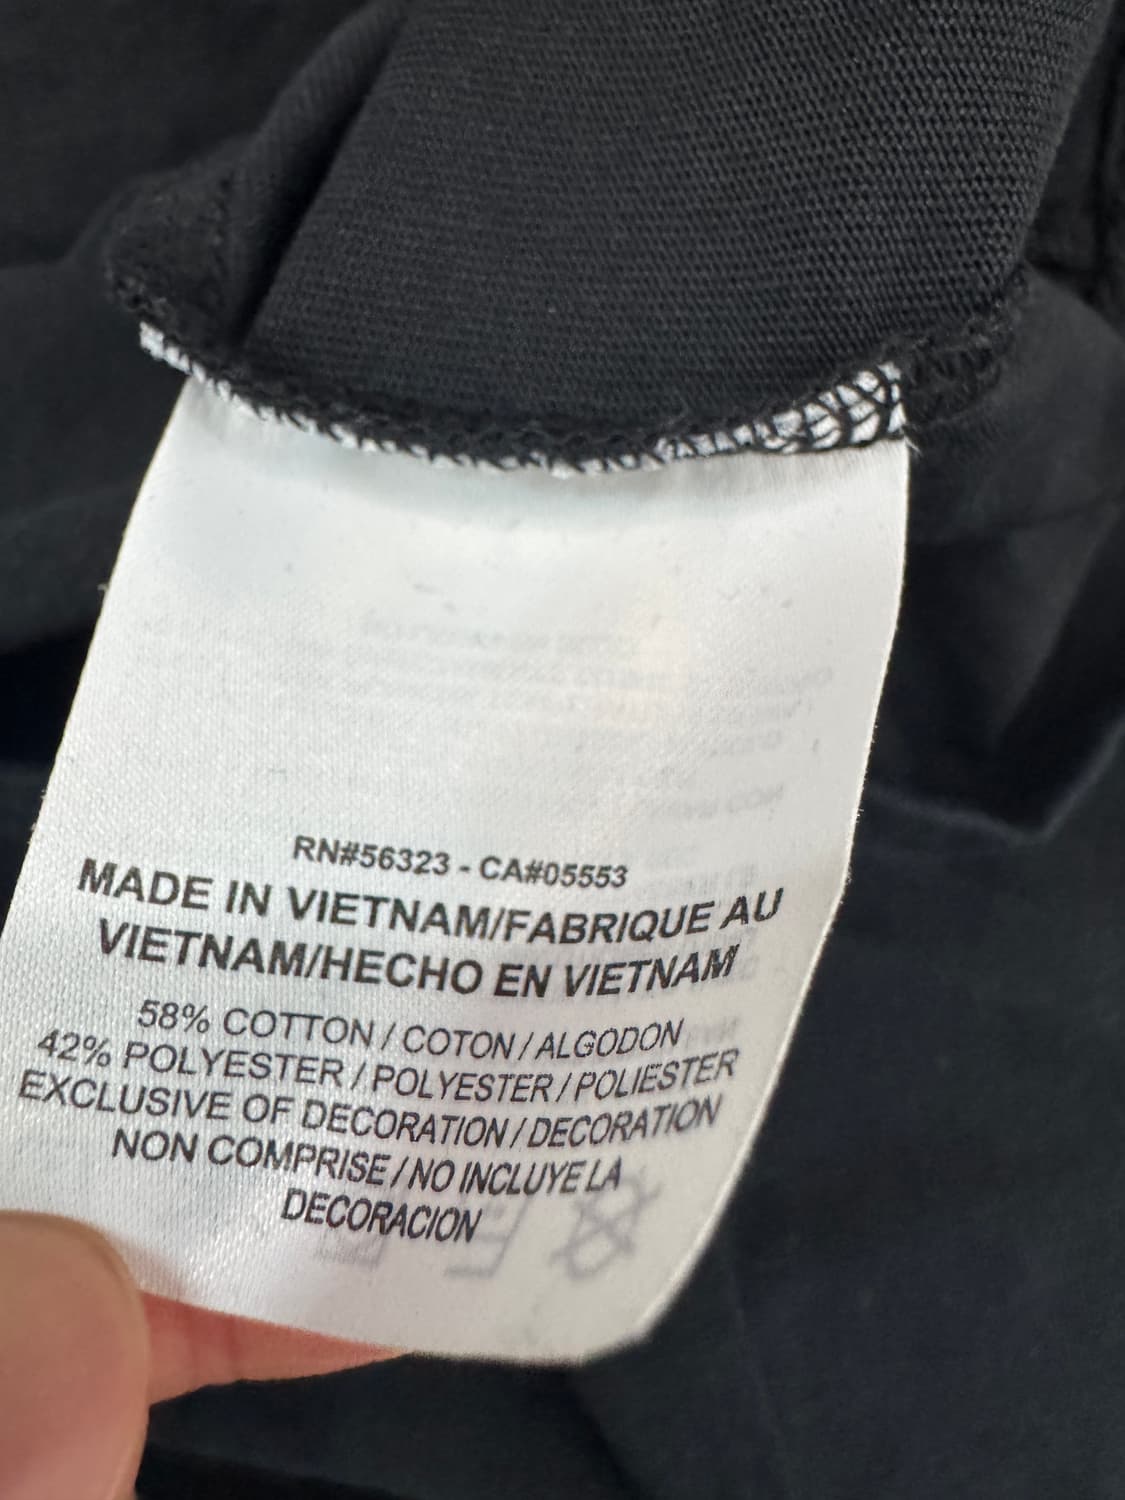 RN#56323 - CA#05553
MADE IN VIETNAM/FABRIQUE AU
VIETNAM/HECHO EN VIETNAM
58% COTTON / COTON / ALGODON
42% POLYESTER / POLYESTER / POLIESTER
EXCLUSIVE OF DECORATION / DECORATION
NON COMPRISE / NO INCLUYE LA
DECORACION